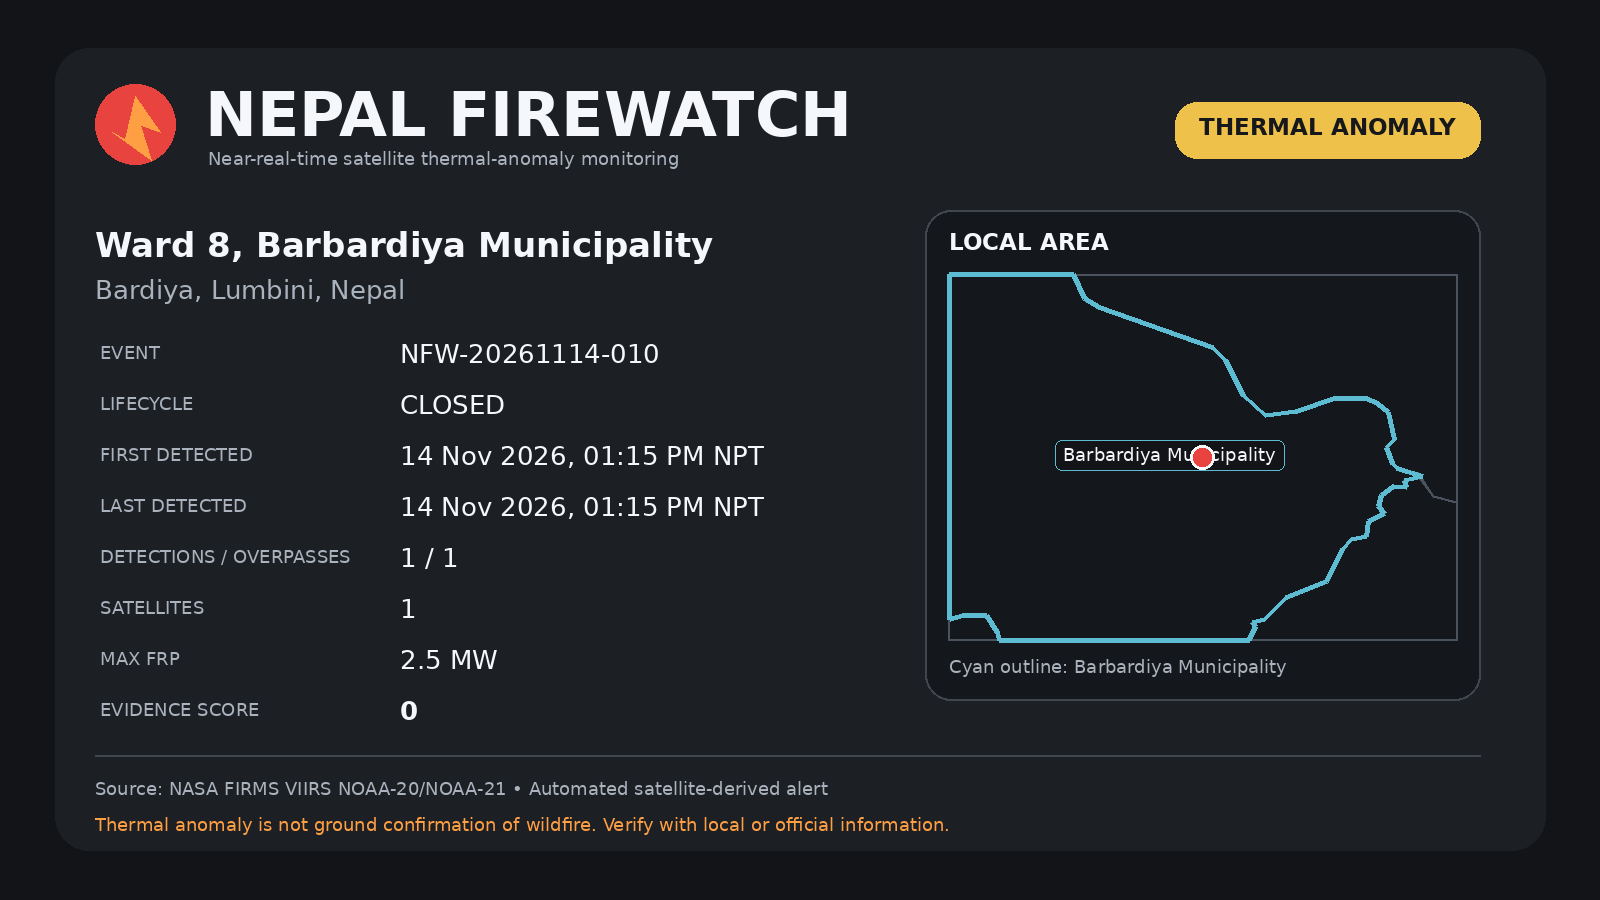 NEPAL FIREWATCH
Near-real-time satellite thermal-anomaly monitoring
THERMAL ANOMALY
Ward 8, Barbardiya Municipality
Bardiya, Lumbini, Nepal
EVENT NFW-20261114-010
LIFECYCLE CLOSED
FIRST DETECTED 14 Nov 2026, 01:15 PM NPT
LAST DETECTED 14 Nov 2026, 01:15 PM NPT
DETECTIONS / OVERPASSES 1 / 1
SATELLITES 1
MAX FRP 2.5 MW
EVIDENCE SCORE 0
LOCAL AREA
Barbardiya Municipality
Cyan outline: Barbardiya Municipality
Source: NASA FIRMS VIIRS NOAA-20/NOAA-21 • Automated satellite-derived alert
Thermal anomaly is not ground confirmation of wildfire. Verify with local or official information.